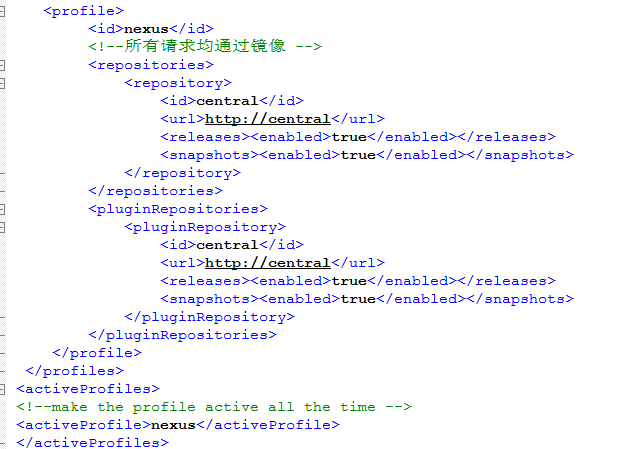 <profile>
<id>nexus</id>
<!--所有请求均通过镜像 -->
<repositories>
<repository>
<id>central</id>
<url>http://central</url>
<releases><enabled>true</enabled></releases>
<snapshots><enabled>true</enabled></snapshots>
</repository>
</repositories>
<pluginRepositories>
<pluginRepository>
<id>central</id>
<url>http://central</url>
<releases><enabled>true</enabled></releases>
<snapshots><enabled>true</enabled></snapshots>
</pluginRepository>
</pluginRepositories>
</profile>
</profiles>
<activeProfiles>
<!--make the profile active all the time -->
<activeProfile>nexus</activeProfile>
</activeProfiles>